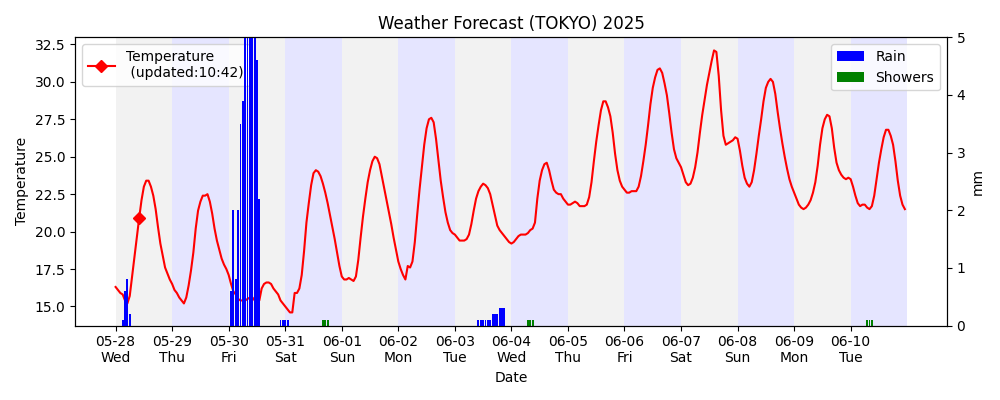 Weather Forecast (TOKYO) 2025
Temperature
(updated:10:42)
Rain
Showers
32.5
30.0
27.5
25.0
22.5
20.0
17.5
15.0
Temperature
5
4
3
2
1
0
mm
05-28 05-29 05-30 05-31 06-01 06-02 06-03 06-04 06-05 06-06 06-07 06-08 06-09 06-10
Wed Thu Fri Sat Sun Mon Tue Wed Thu Fri Sat Sun Mon Tue
Date